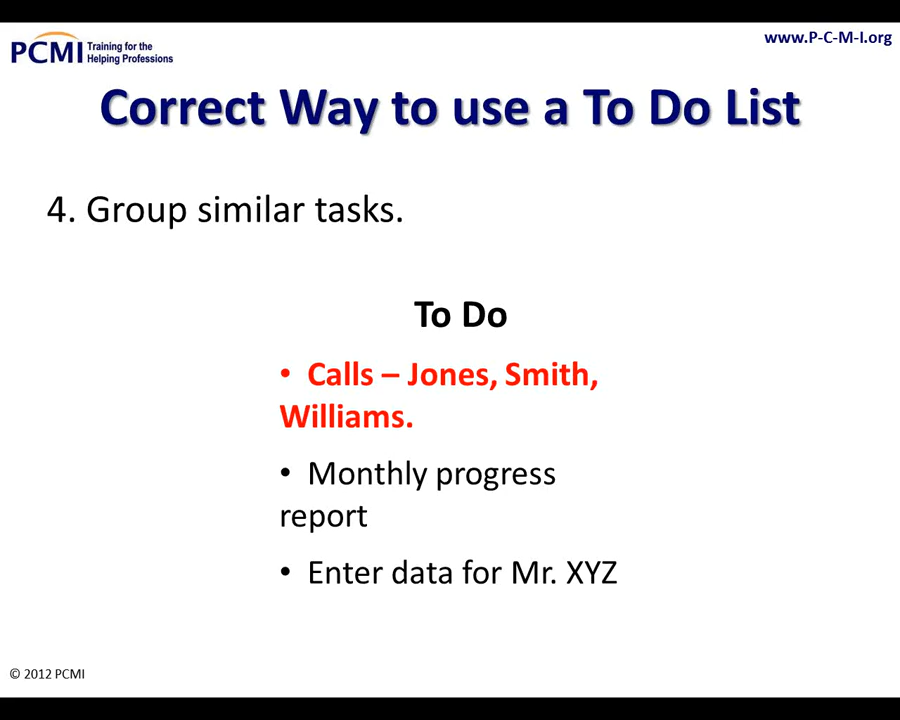 PCMI Training for the
Helping Professions
www.P-C-M-I.org
Correct Way to use a To Do List
4. Group similar tasks.
To Do
• Calls – Jones, Smith,
Williams.
• Monthly progress
report
• Enter data for Mr. XYZ
© 2012 PCMI